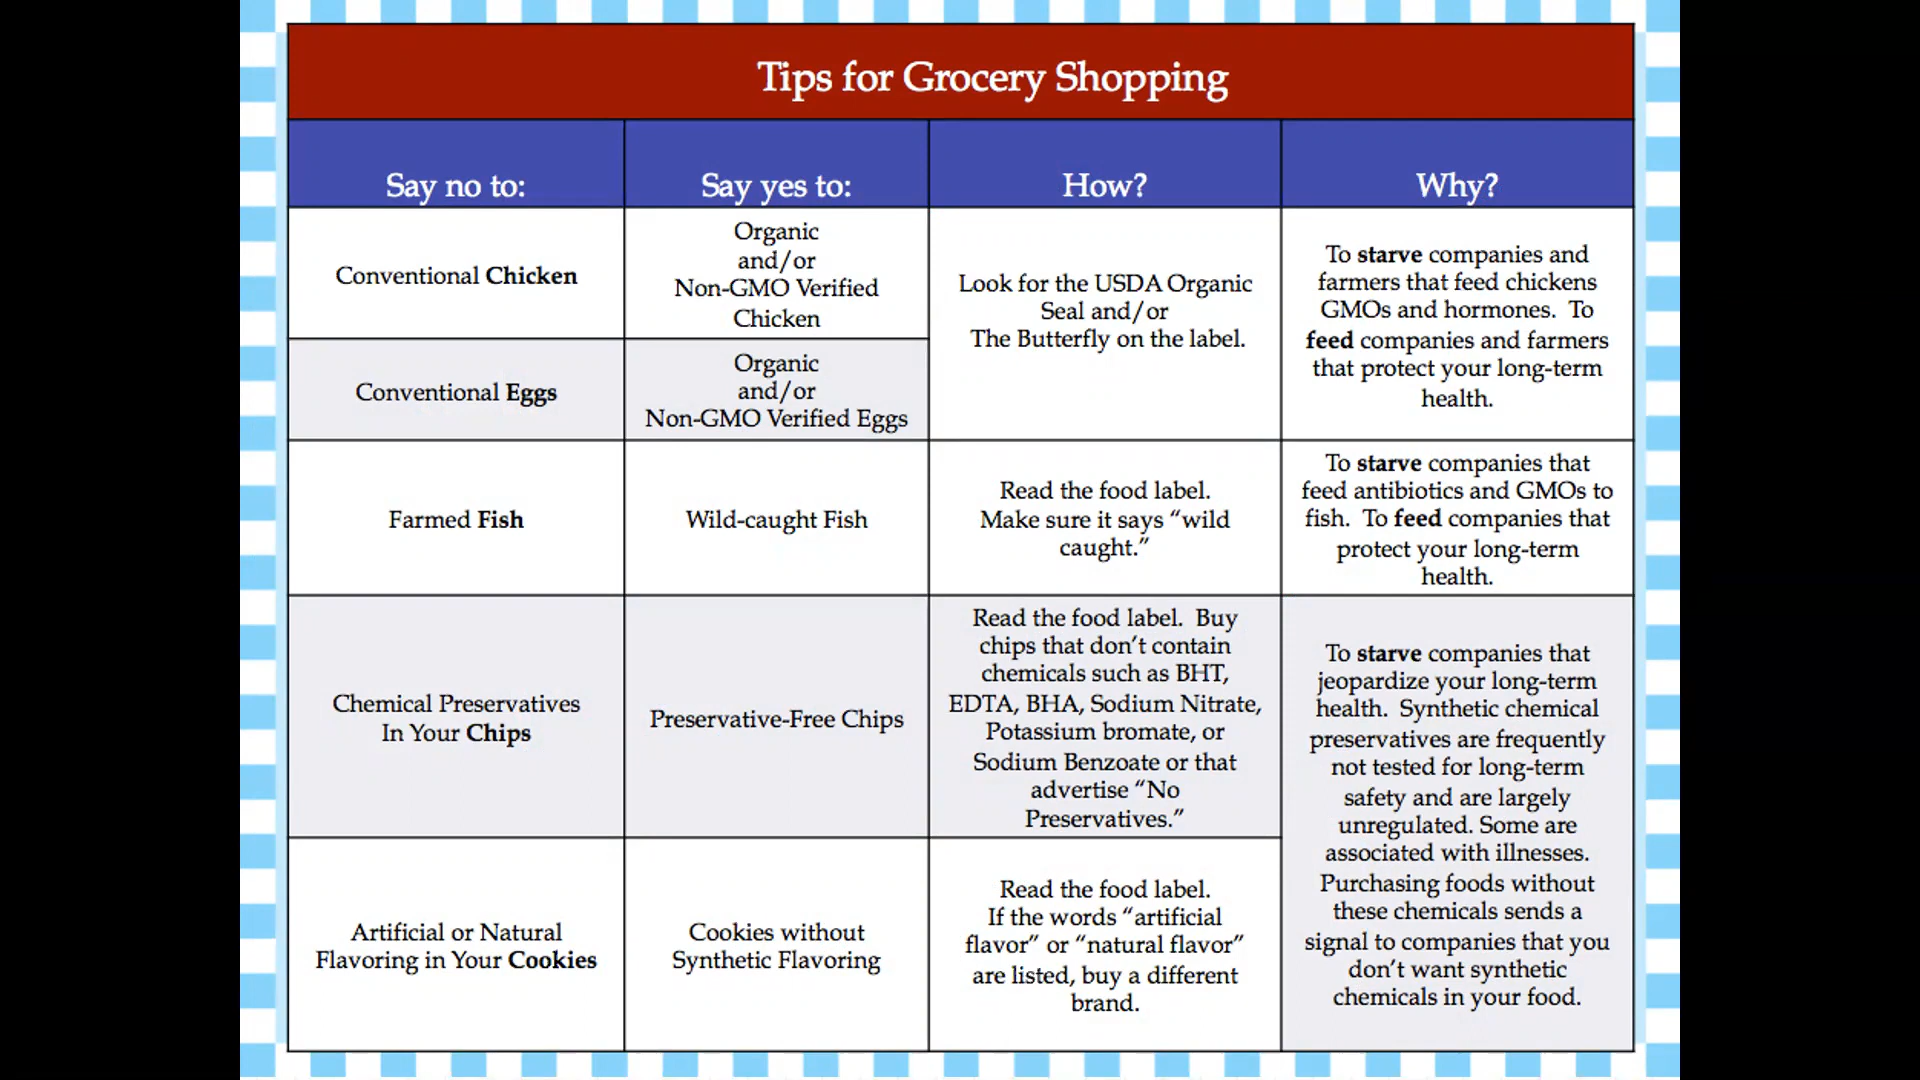 Tips for Grocery Shopping
Say no to:
Say yes to:
How?
Why?
Conventional Chicken
Organic
and/or
Non-GMO Verified
Chicken
Look for the USDA Organic
Seal and/or
The Butterfly on the label.
To starve companies and
farmers that feed chickens
GMOs and hormones. To
feed companies and farmers
that protect your long-term
health.
Conventional Eggs
Organic
and/or
Non-GMO Verified Eggs
Farmed Fish
Wild-caught Fish
Read the food label.
Make sure it says “wild
caught.”
To starve companies that
feed antibiotics and GMOs to
fish. To feed companies that
protect your long-term
health.
Chemical Preservatives
In Your Chips
Preservative-Free Chips
Read the food label. Buy
chips that don’t contain
chemicals such as BHT,
EDTA, BHA, Sodium Nitrate,
Potassium bromate, or
Sodium Benzoate or that
advertise “No
Preservatives.”
To starve companies that
jeopardize your long-term
health. Synthetic chemical
preservatives are frequently
not tested for long-term
safety and are largely
unregulated. Some are
associated with illnesses.
Purchasing foods without
these chemicals sends a
signal to companies that you
don’t want synthetic
chemicals in your food.
Artificial or Natural
Flavoring in Your Cookies
Cookies without
Synthetic Flavoring
Read the food label.
If the words “artificial
flavor” or “natural flavor”
are listed, buy a different
brand.